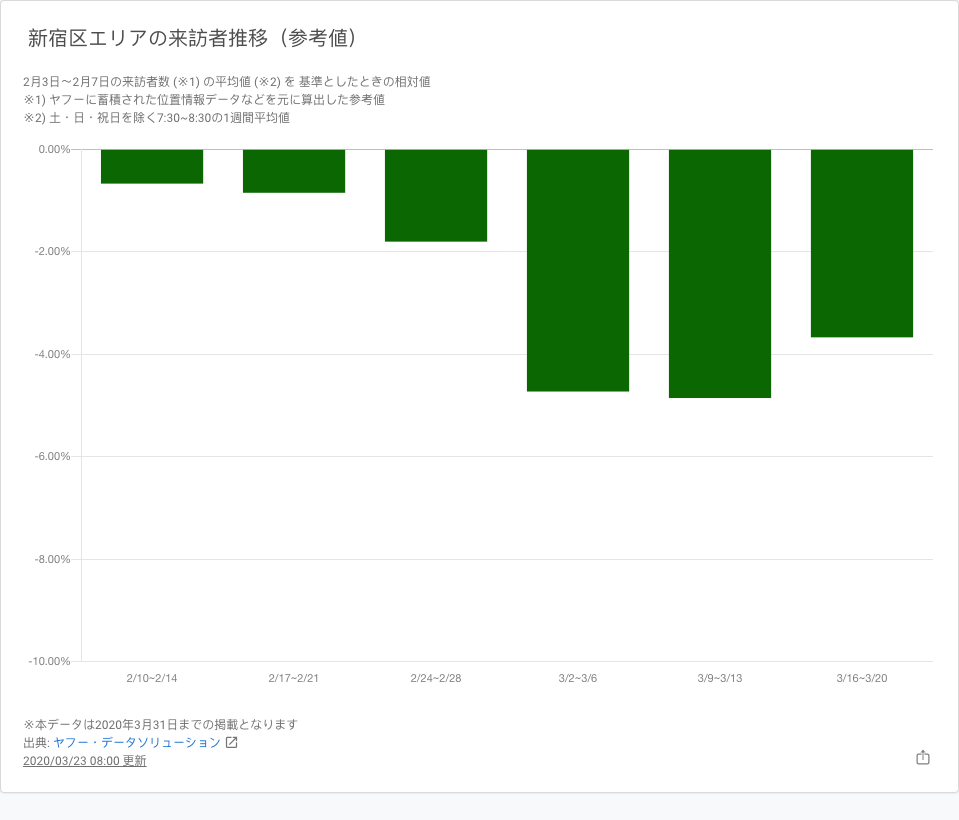 新宿区エリアの来訪者推移（参考値）
2月3日～2月7日の来訪者数 (※1) の平均値 (※2) を 基準としたときの相対値
※1) ヤフーに蓄積された位置情報データなどを元に算出した参考値
※2) 土・日・祝日を除く7:30~8:30の1週間平均値
0.00%
-2.00%
-4.00%
-6.00%
-8.00%
-10.00%
2/10~2/14 2/17~2/21 2/24~2/28 3/2~3/6 3/9~3/13 3/16~3/20
※本データは2020年3月31日までの掲載となります
出典: ヤフー・データソリューション
2020/03/23 08:00 更新